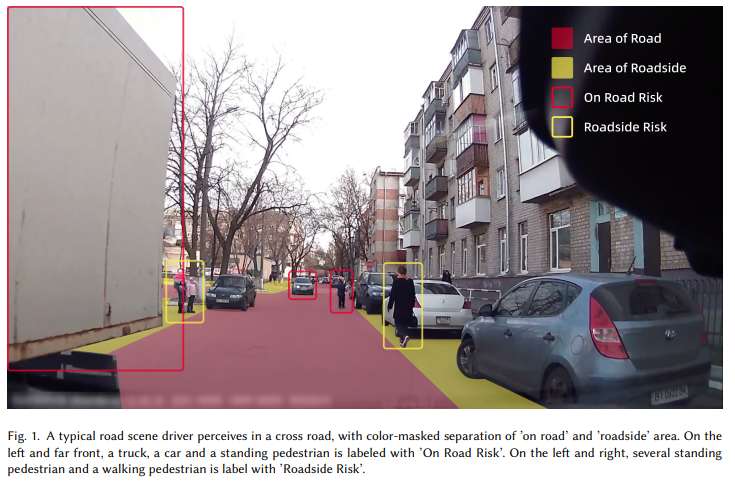 Area of Road
Area of Roadside
On Road Risk
Roadside Risk
Fig. 1. A typical road scene driver perceives in a cross road, with color-masked separation of 'on road' and 'roadside' area. On the
left and far front, a truck, a car and a standing pedestrian is labeled with 'On Road Risk'. On the left and right, several standing
pedestrian and a walking pedestrian is label with 'Roadside Risk'.